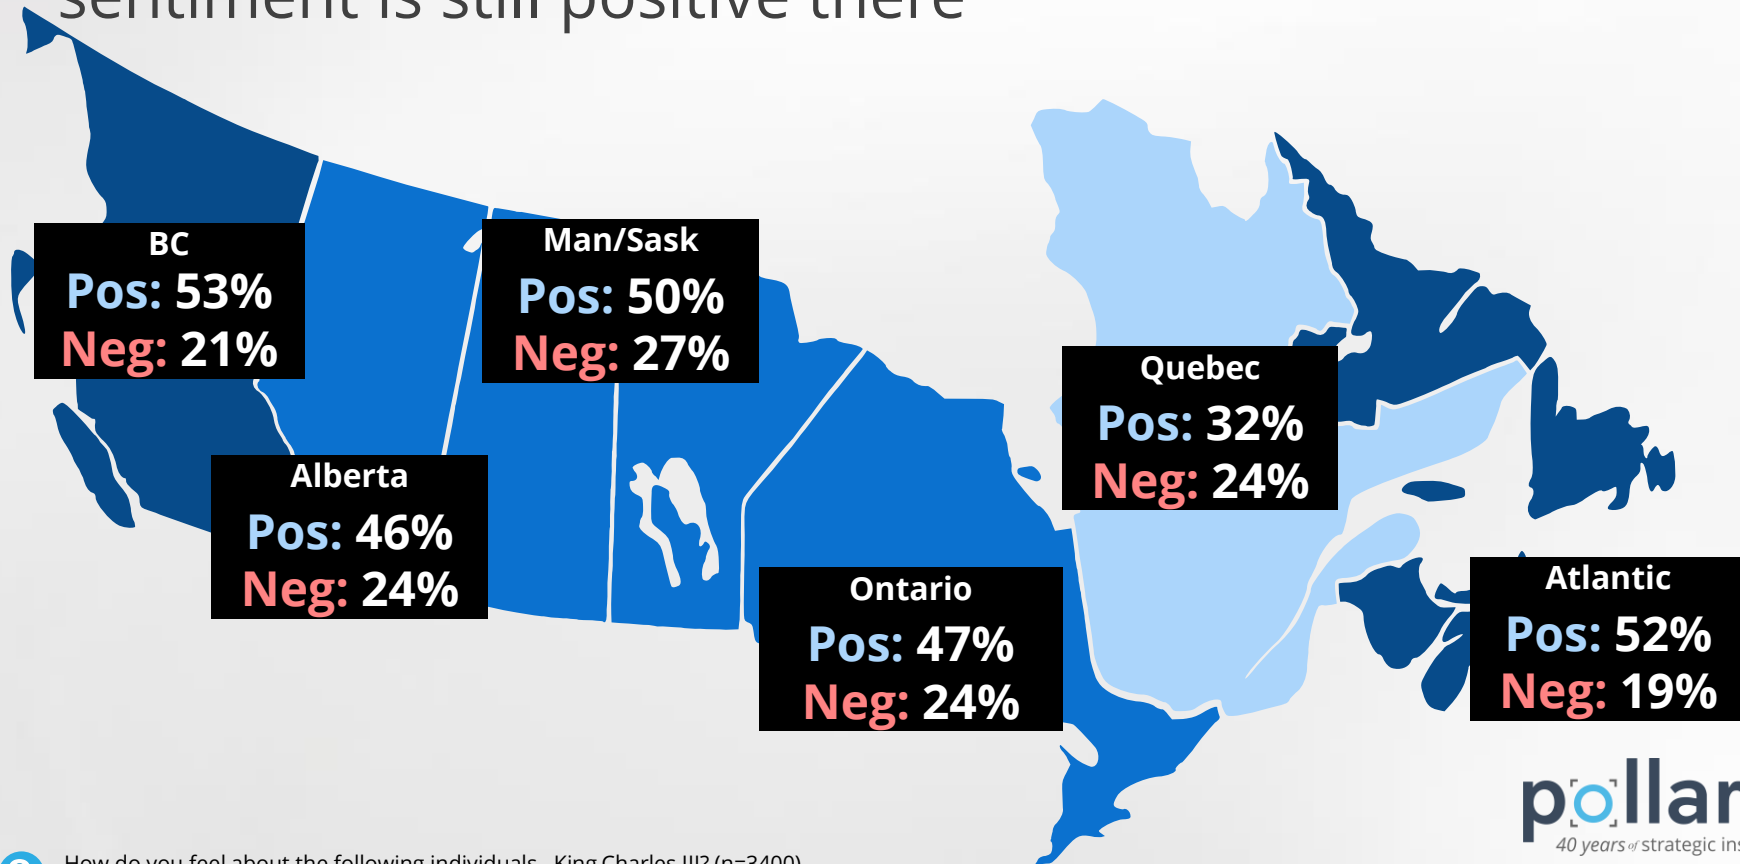 sentiment is still positive there
BC
Pos: 53%
Neg: 21%
Man/Sask
Pos: 50%
Neg: 27%
Quebec
Pos: 32%
Neg: 24%
Alberta
Pos: 46%
Neg: 24%
Ontario
Pos: 47%
Neg: 24%
Atlantic
Pos: 52%
Neg: 19%
pollar
40 years of strategic ins
How do you feel about the following individuals - King Charles III? (n=3400)